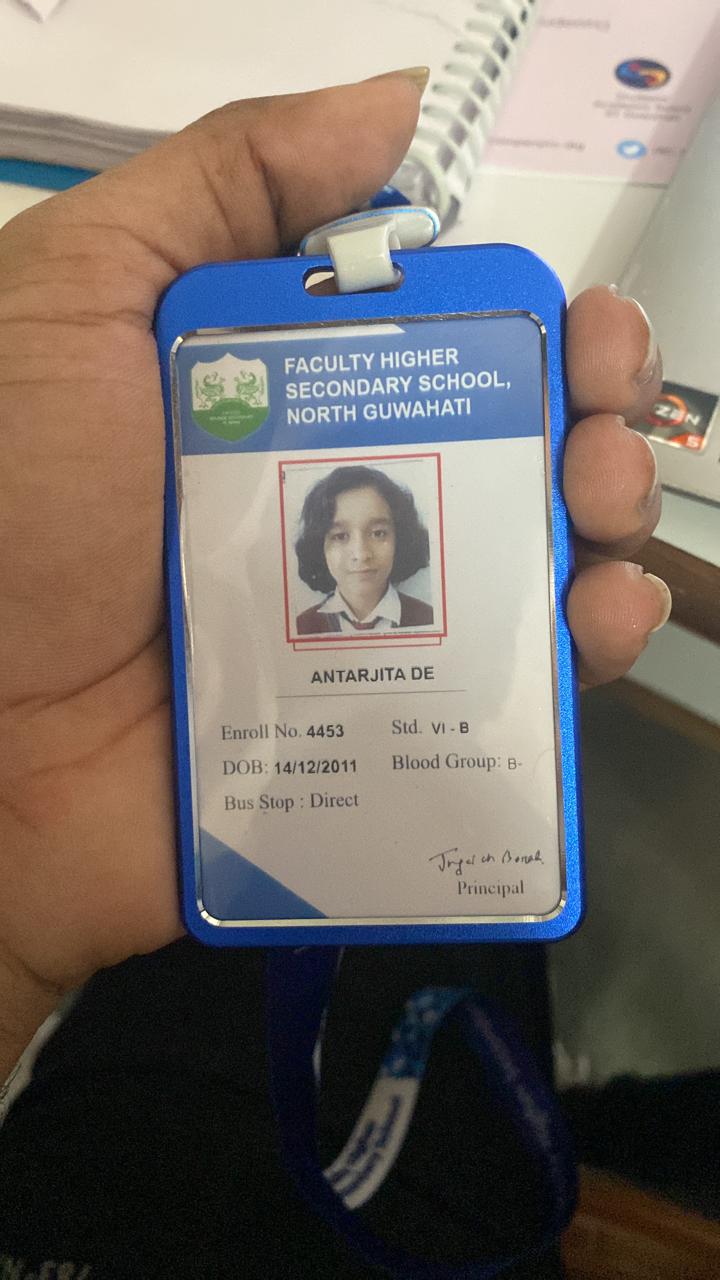 FACULTY HIGHER
SECONDARY SCHOOL,
NORTH GUWAHATI
ANTARJITA DE
Enroll No. 4453 Std. VI - B
DOB: 14/12/2011 Blood Group: B-
Bus Stop : Direct
Principal
ZEN
5